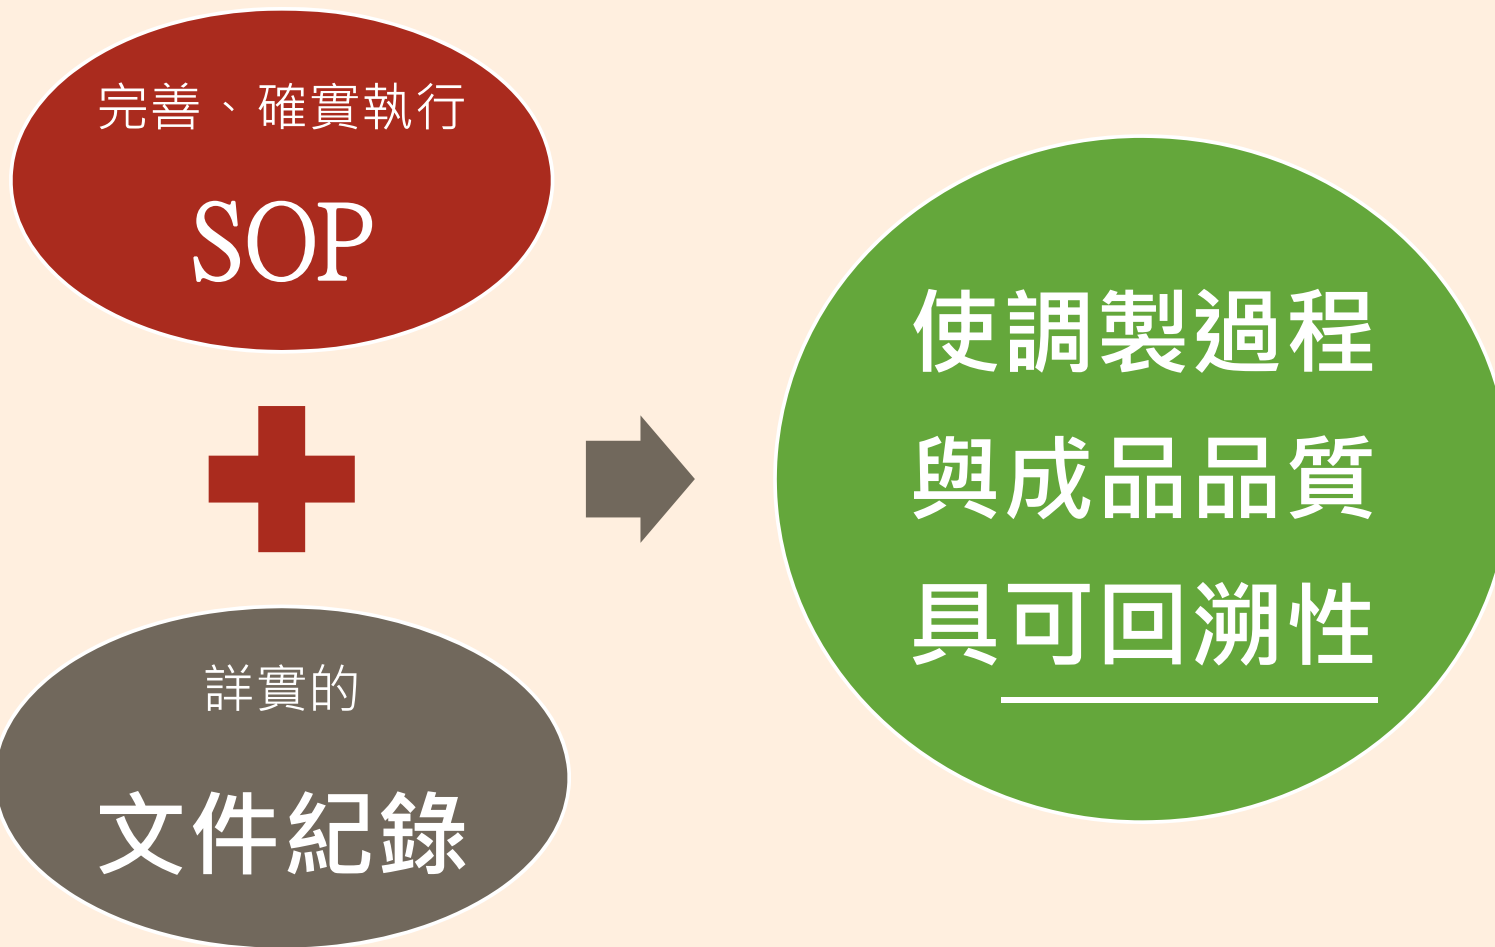 完善、確實執行
SOP
詳實的
文件紀錄
使調製過程
與成品品質
具可回溯性